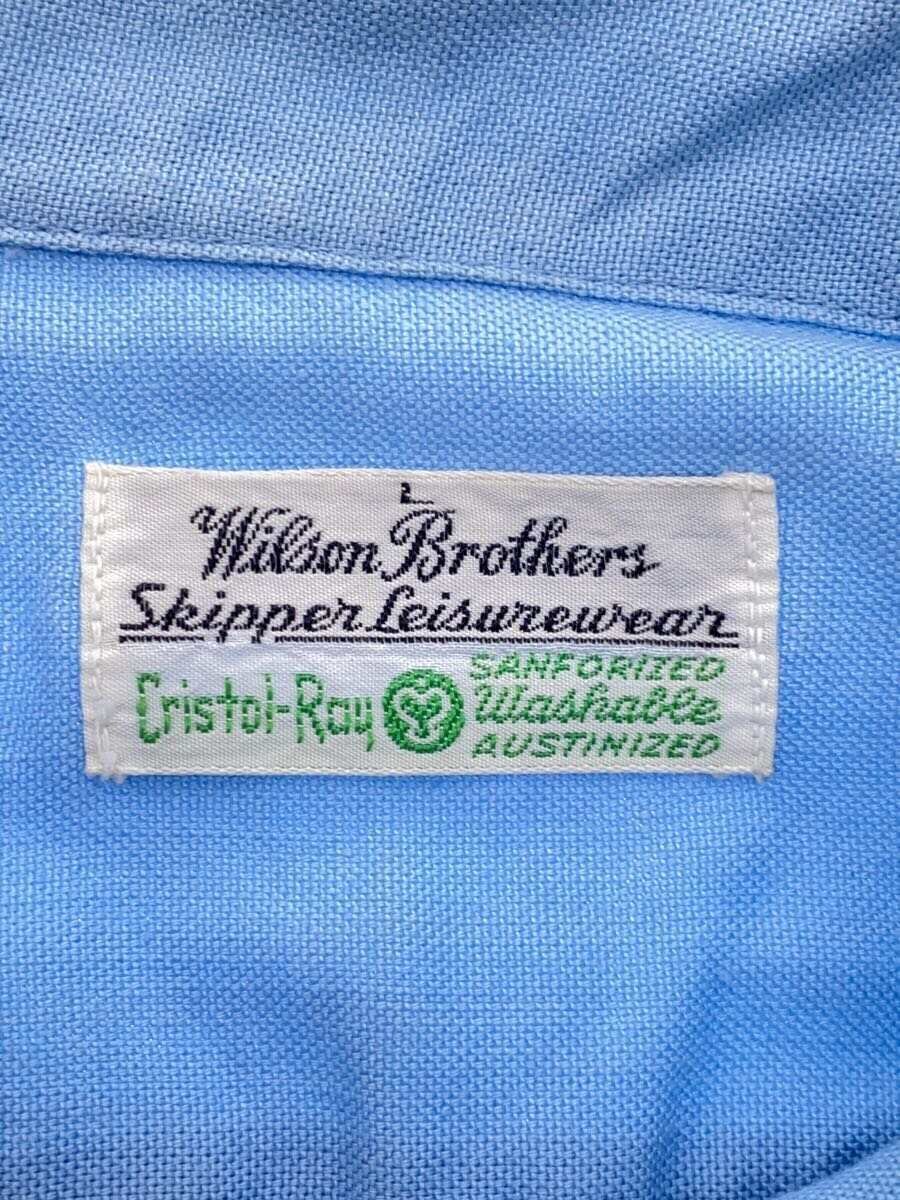 L
Wilson Brothers
Skipper Leisurewear
Cristol-Ray
SANFORIZED
Washable
AUSTINIZED